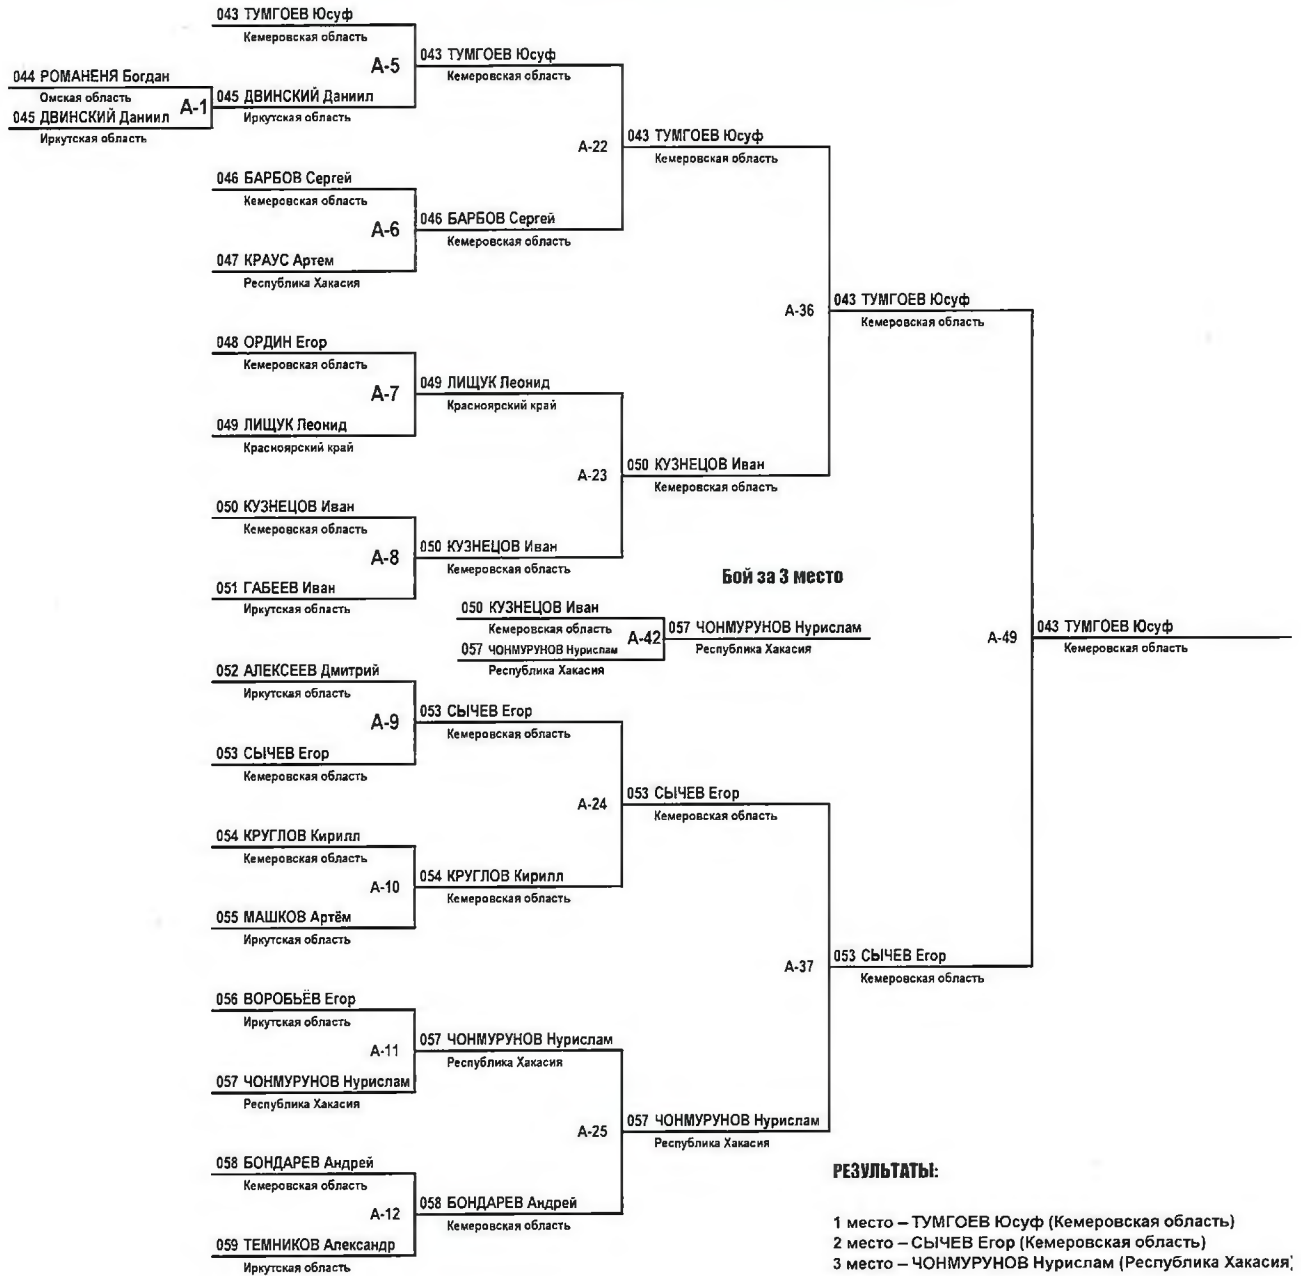 043 ТУМГОЕВ Юсуф
Кемеровская область
А-5
043 ТУМГОЕВ Юсуф
Кемеровская область
044 РОМАНЕНЯ Богдан
Омская область
А-1
045 ДВИНСКИЙ Даниил
Иркутская область
045 ДВИНСКИЙ Даниил
Иркутская область
А-22
043 ТУМГОЕВ Юсуф
Кемеровская область
046 БАРБОВ Сергей
Кемеровская область
А-6
046 БАРБОВ Сергей
Кемеровская область
047 КРАУС Артем
Республика Хакасия
А-36
043 ТУМГОЕВ Юсуф
Кемеровская область
048 ОРДИН Егор
Кемеровская область
А-7
049 ЛИЩУК Леонид
Красноярский край
049 ЛИЩУК Леонид
Красноярский край
А-23
050 КУЗНЕЦОВ Иван
Кемеровская область
050 КУЗНЕЦОВ Иван
Кемеровская область
А-8
050 КУЗНЕЦОВ Иван
Кемеровская область
051 ГАБЕЕВ Иван
Иркутская область
Бой за 3 место
050 КУЗНЕЦОВ Иван
Кемеровская область
А-42
057 ЧОНМУРУНОВ Нурислам
Республика Хакасия
057 ЧОНМУРУНОВ Нурислам
Республика Хакасия
А-49
043 ТУМГОЕВ Юсуф
Кемеровская область
052 АЛЕКСЕЕВ Дмитрий
Иркутская область
А-9
053 СЫЧЕВ Егор
Кемеровская область
053 СЫЧЕВ Егор
Кемеровская область
А-24
053 СЫЧЕВ Егор
Кемеровская область
054 КРУГЛОВ Кирилл
Кемеровская область
А-10
054 КРУГЛОВ Кирилл
Кемеровская область
055 МАШКОВ Артём
Иркутская область
А-37
053 СЫЧЕВ Егор
Кемеровская область
056 ВОРОБЬЁВ Егор
Иркутская область
А-11
057 ЧОНМУРУНОВ Нурислам
Республика Хакасия
057 ЧОНМУРУНОВ Нурислам
Республика Хакасия
А-25
057 ЧОНМУРУНОВ Нурислам
Республика Хакасия
058 БОНДАРЕВ Андрей
Кемеровская область
А-12
058 БОНДАРЕВ Андрей
Кемеровская область
059 ТЕМНИКОВ Александр
Иркутская область
РЕЗУЛЬТАТЫ:
1 место – ТУМГОЕВ Юсуф (Кемеровская область)
2 место – СЫЧЕВ Егор (Кемеровская область)
3 место – ЧОНМУРУНОВ Нурислам (Республика Хакасия)